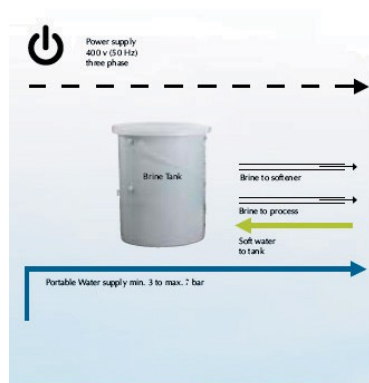 Power supply
400 v (50 Hz)
three phase
Brine Tank
Brine to softener
Brine to process
Soft water
to tank
Portable Water supply min. 3 to max. 7 bar